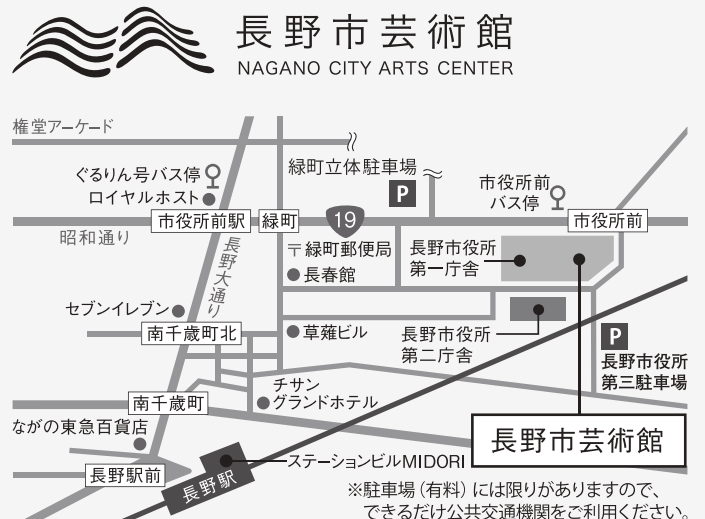 長野市芸術館
NAGANO CITY ARTS CENTER
権堂アーケード
緑町立体駐車場
P
ぐるりん号バス停
ロイヤルホスト
市役所前
バス停
市役所前駅
緑町
19
市役所前
昭和通り
長野大通り
〒緑町郵便局
長春館
長野市役所
第一庁舎
セブンイレブン
南千歳町北
草薙ビル
長野市役所
第二庁舎
P
長野市役所
第三駐車場
チサン
グランドホテル
南千歳町
ながの東急百貨店
長野市芸術館
長野駅前
長野駅
ステーションビルMIDORI
※駐車場(有料)には限りがありますので、
できるだけ公共交通機関をご利用ください。